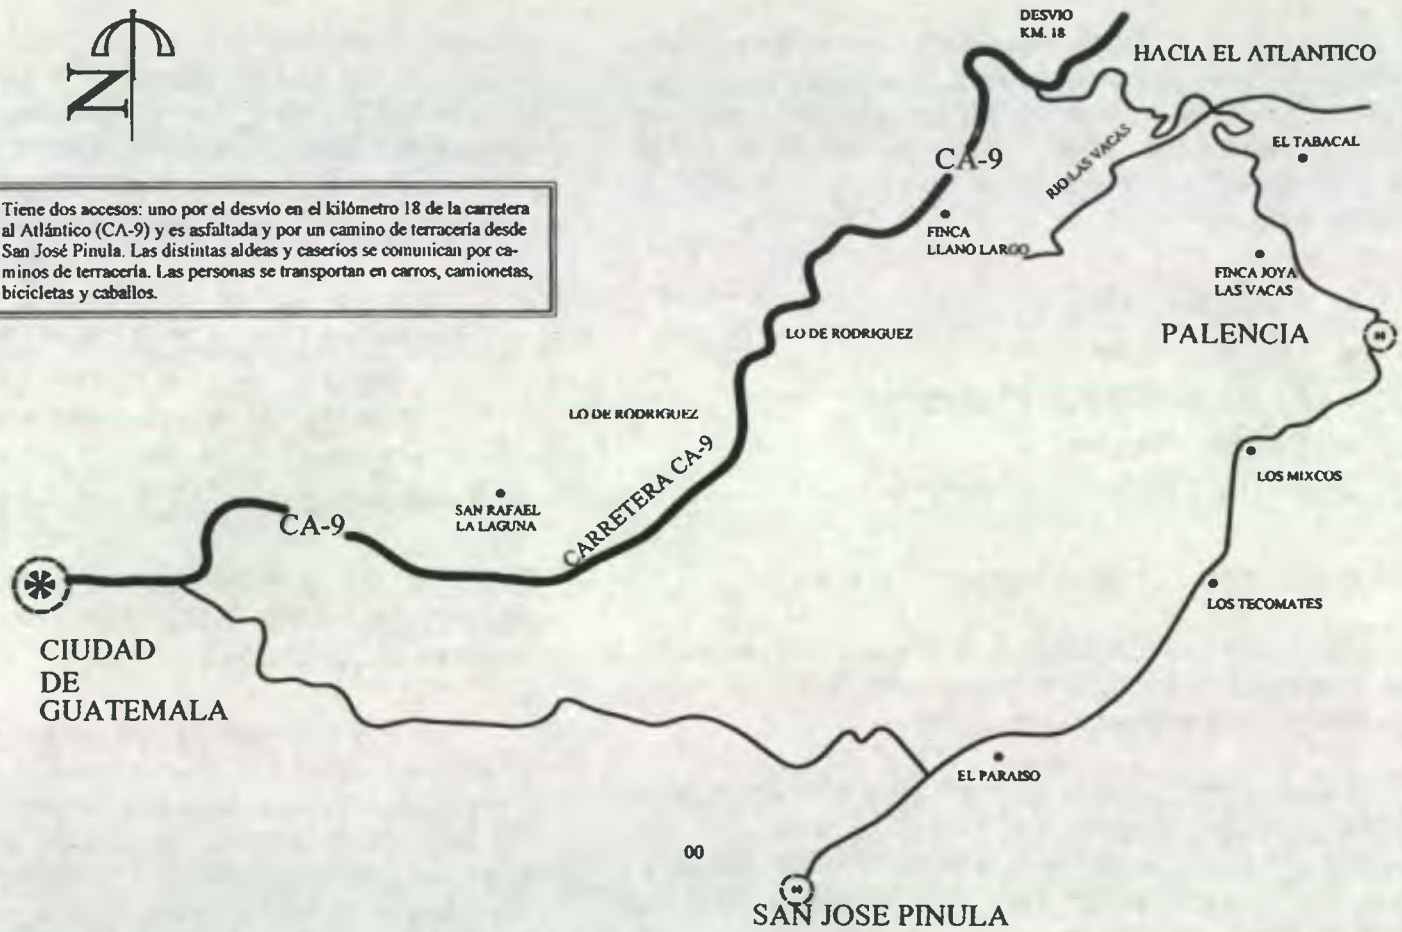 DESVIO
KM. 18
HACIA EL ATLANTICO
N
CA-9
RIO LAS VACAS
EL TABACAL
Tiene dos accesos: uno por el desvío en el kilómetro 18 de la carretera
al Atlántico (CA-9) y es asfaltada y por un camino de terracería desde
San José Pinula. Las distintas aldeas y caseríos se comunican por ca-
minos de terracería. Las personas se transportan en carros, camionetas,
bicicletas y caballos.
FINCA
LLANO LARGO
FINCA JOYA
LAS VACAS
LO DE RODRIGUEZ
PALENCIA
LO DE RODRIGUEZ
CARRETERA CA-9
LOS MIXCOS
SAN RAFAEL
LA LAGUNA
CA-9
LOS TECOMATES
CIUDAD
DE
GUATEMALA
EL PARAISO
00
SAN JOSE PINULA